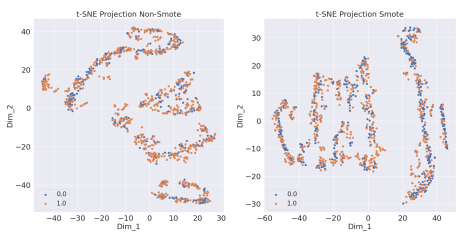 t-SNE Projection Non-Smote
40
20
0
−20
−40
Dim_2
0.0
1.0
−40 −30 −20 −10 0 10 20 30
Dim_1
t-SNE Projection Smote
30
20
10
0
−10
−20
−30
Dim_2
0.0
1.0
−60 −40 −20 0 20 40
Dim_1